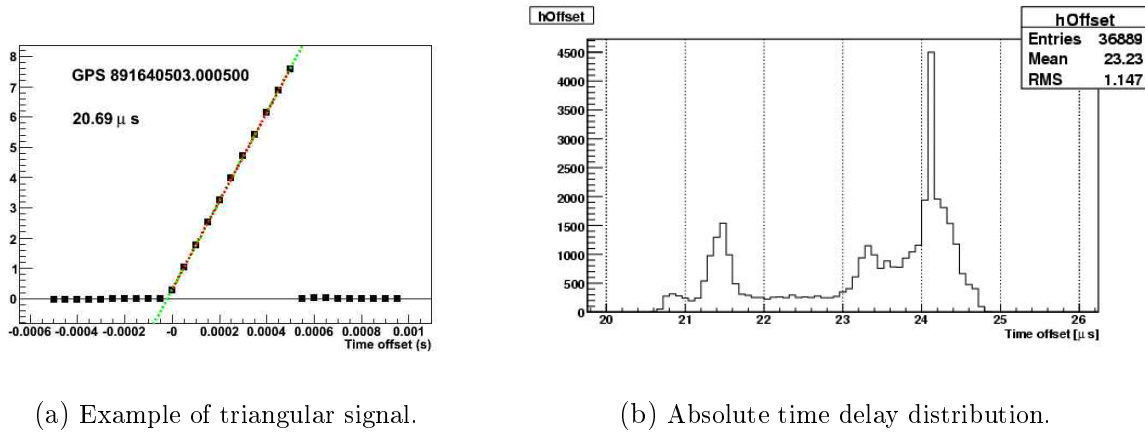 GPS 891640503.000500
20.69 μ s
8
7
6
5
4
3
2
1
0
-0.0006 -0.0004 -0.0002 -0 0.0002 0.0004 0.0006 0.0008 0.001
Time offset (s)
(a) Example of triangular signal.
hOffset
hOffset
Entries 36889
Mean 23.23
RMS 1.147
4500
4000
3500
3000
2500
2000
1500
1000
500
0
20 21 22 23 24 25 26
Time offset [μ s]
(b) Absolute time delay distribution.